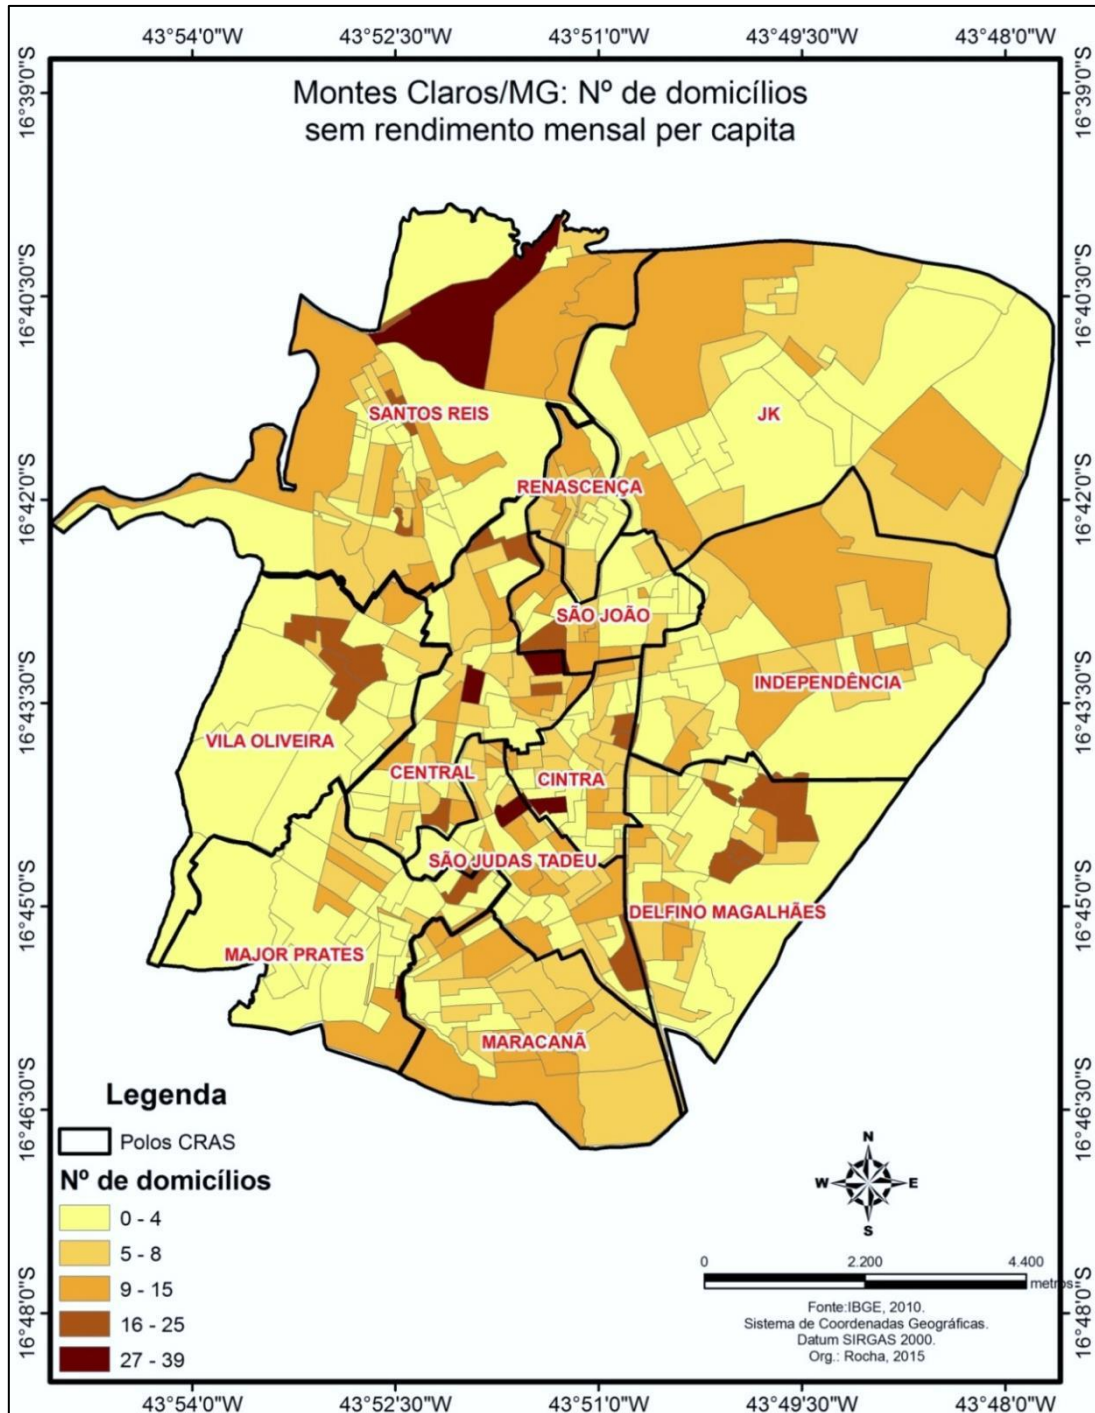 43°54'0"W 43°52'30"W 43°51'0"W 43°49'30"W 43°48'0"W
16°39'0"S 16°39'0"S
Montes Claros/MG: Nº de domicílios
sem rendimento mensal per capita
16°40'30"S 16°40'30"S
SANTOS REIS JK
RENASCENÇA
16°42'0"S 16°42'0"S
SÃO JOÃO
INDEPENDÊNCIA
16°43'30"S 16°43'30"S
VILA OLIVEIRA
CENTRAL CINTRA
SÃO JUDAS TADEU
16°45'0"S 16°45'0"S
DELFINO MAGALHÃES
MAJOR PRATES
MARACANÃ
16°46'30"S 16°46'30"S
Legenda
Polos CRAS
Nº de domicílios
0 - 4
5 - 8
9 - 15
16 - 25
27 - 39
N
W E
S
0 2.200 4.400
metros
Fonte:IBGE, 2010.
Sistema de Coordenadas Geográficas.
Datum SIRGAS 2000.
Org.: Rocha, 2015
16°48'0"S 16°48'0"S
43°54'0"W 43°52'30"W 43°51'0"W 43°49'30"W 43°48'0"W